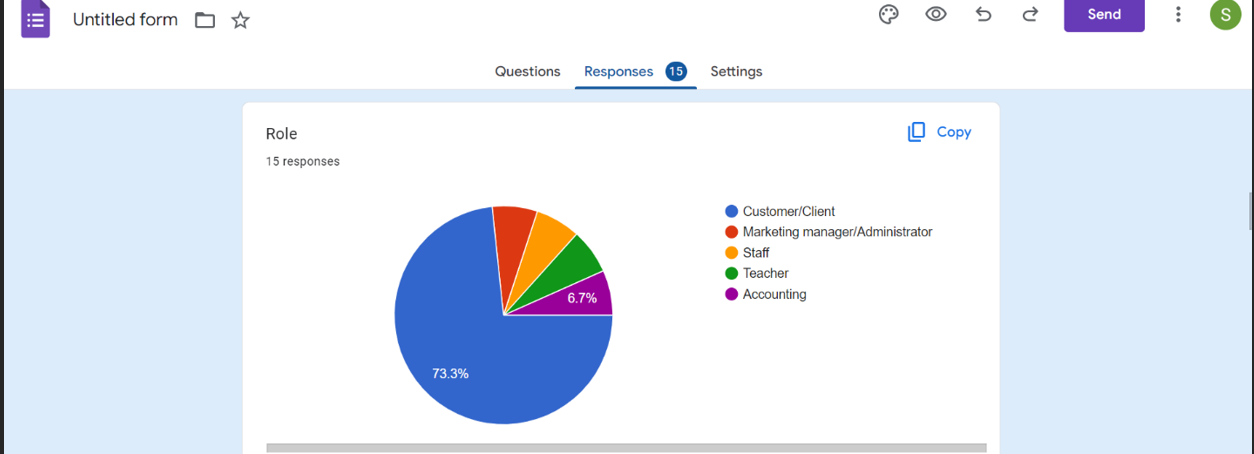 Untitled form
Send
S
Questions Responses 15 Settings
Role
Copy
15 responses
Customer/Client
Marketing manager/Administrator
Staff
Teacher
Accounting
6.7%
73.3%